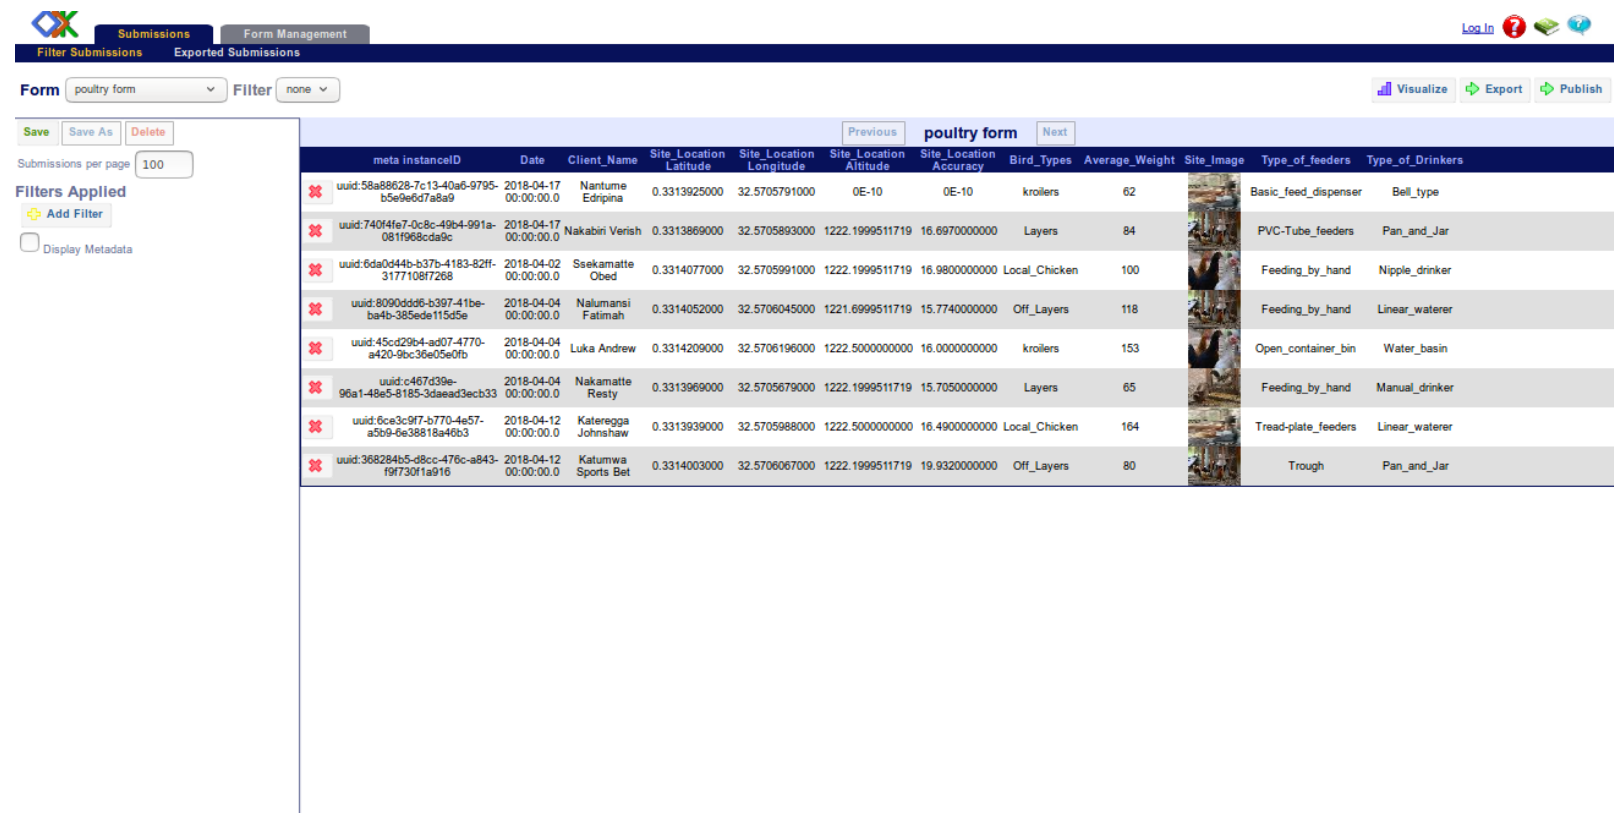 Submissions Form Management Log In
Filter Submissions Exported Submissions
Form poultry form Filter none Visualize Export Publish
Save Save As Delete
Submissions per page 100
Filters Applied
Add Filter
Display Metadata
Previous poultry form Next
meta instanceID Date Client_Name Site_Location Latitude Site_Location Longitude Site_Location Altitude Site_Location Accuracy Bird_Types Average_Weight Site_Image Type_of_feeders Type_of_Drinkers
uuid:58a88628-7c13-40a6-9795-b5e9e6d7a8a9 2018-04-17 00:00:00.0 Nantume Edripina 0.3313925000 32.5705791000 0E-10 0E-10 kroilers 62 Basic_feed_dispenser Bell_type
uuid:740f4fe7-0c8c-49b4-991a-081f968cda9c 2018-04-17 00:00:00.0 Nakabiri Verish 0.3313869000 32.5705893000 1222.1999511719 16.6970000000 Layers 84 PVC-Tube_feeders Pan_and_Jar
uuid:6da0d44b-b37b-4183-82ff-3177108f7268 2018-04-02 00:00:00.0 Ssekamatte Obed 0.3314077000 32.5705991000 1222.1999511719 16.9800000000 Local_Chicken 100 Feeding_by_hand Nipple_drinker
uuid:8090ddd6-b397-41be-ba4b-385ede115d5e 2018-04-04 00:00:00.0 Nalumansi Fatimah 0.3314052000 32.5706045000 1221.6999511719 15.7740000000 Off_Layers 118 Feeding_by_hand Linear_waterer
uuid:45cd29b4-ad07-4770-a420-9bc36e05e0fb 2018-04-04 00:00:00.0 Luka Andrew 0.3314209000 32.5706196000 1222.5000000000 16.0000000000 kroilers 153 Open_container_bin Water_basin
uuid:c467d39e-96a1-48e5-8185-3daead3ecb33 2018-04-04 00:00:00.0 Nakamatte Resty 0.3313969000 32.5705679000 1222.1999511719 15.7050000000 Layers 65 Feeding_by_hand Manual_drinker
uuid:6ce3c9f7-b770-4e57-a5b9-6e38818a46b3 2018-04-12 00:00:00.0 Kateregga Johnshaw 0.3313939000 32.5705988000 1222.5000000000 16.4900000000 Local_Chicken 164 Tread-plate_feeders Linear_waterer
uuid:368284b5-d8cc-476c-a843-f9f730f1a916 2018-04-12 00:00:00.0 Katumwa Sports Bet 0.3314003000 32.5706067000 1222.1999511719 19.9320000000 Off_Layers 80 Trough Pan_and_Jar